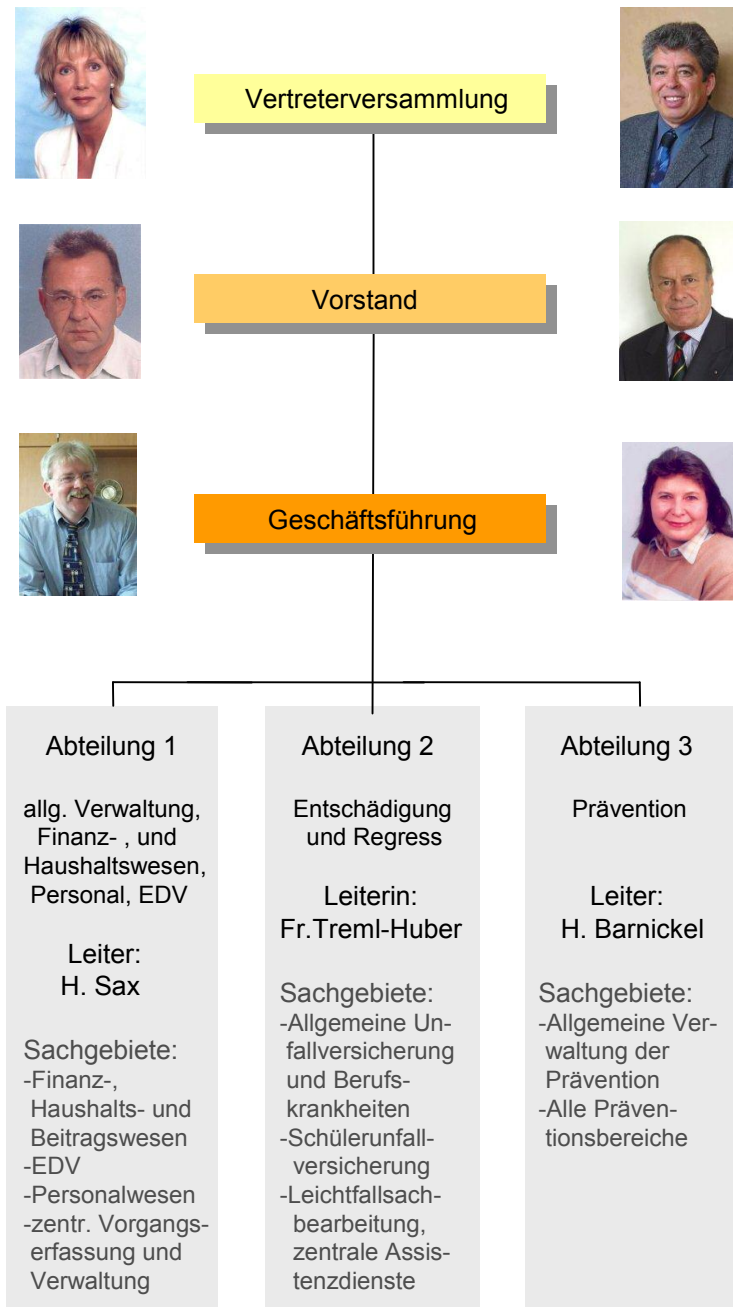 Vertreterversammlung
Vorstand
Geschäftsführung
Abteilung 1
allg. Verwaltung,
Finanz- , und
Haushaltswesen,
Personal, EDV
Leiter:
H. Sax
Sachgebiete:
-Finanz-,
Haushalts- und
Beitragswesen
-EDV
-Personalwesen
-zentr. Vorgangs-
erfassung und
Verwaltung
Abteilung 2
Entschädigung
und Regress
Leiterin:
Fr.Treml-Huber
Sachgebiete:
-Allgemeine Un-
fallversicherung
und Berufs-
krankheiten
-Schülerunfall-
versicherung
-Leichtfallsach-
bearbeitung,
zentrale Assis-
tenzdienste
Abteilung 3
Prävention
Leiter:
H. Barnickel
Sachgebiete:
-Allgemeine Ver-
waltung der
Prävention
-Alle Präven-
tionsbereiche